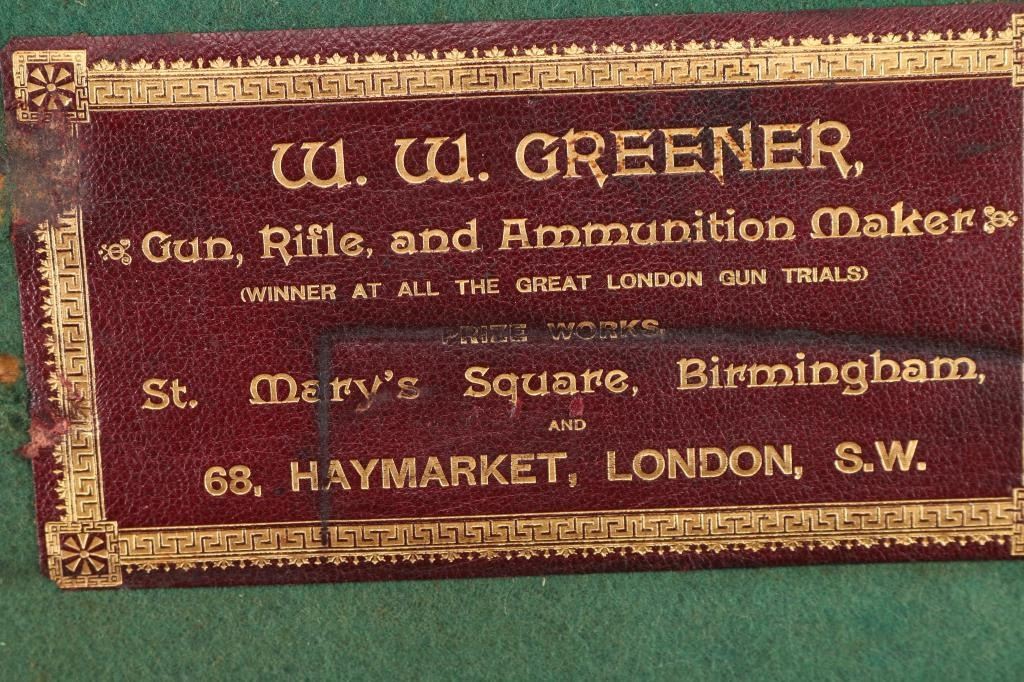 W. W. GREENER,
Gun, Rifle, and Ammunition Maker
(WINNER AT ALL THE GREAT LONDON GUN TRIALS)
PRIZE WORKS,
St. Mary's Square, Birmingham,
AND
68, HAYMARKET, LONDON, S.W.